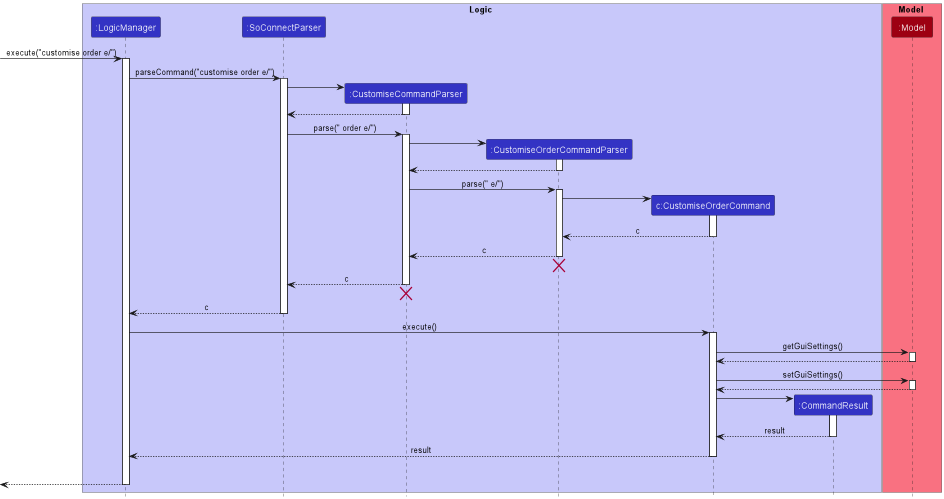 Logic
Model
:LogicManager
:SoConnectParser
:Model
execute("customise order e/")
parseCommand("customise order e/")
:CustomiseCommandParser
parse(" order e/")
:CustomiseOrderCommandParser
parse(" e/")
c:CustomiseOrderCommand
c
c
c
c
execute()
getGuiSettings()
setGuiSettings()
:CommandResult
result
result